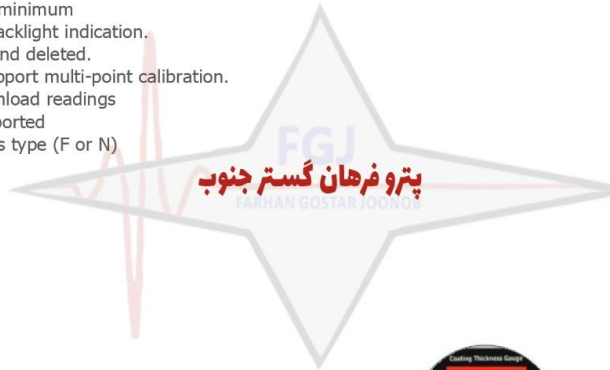 minimum
acklight indication.
nd deleted.
pport multi-point calibration.
nload readings
ported
s type (F or N)
FGJ
پترو فرهان گستر جنوب
FARHAN GOSTAR JOONOB
Coating Thickness Gauge